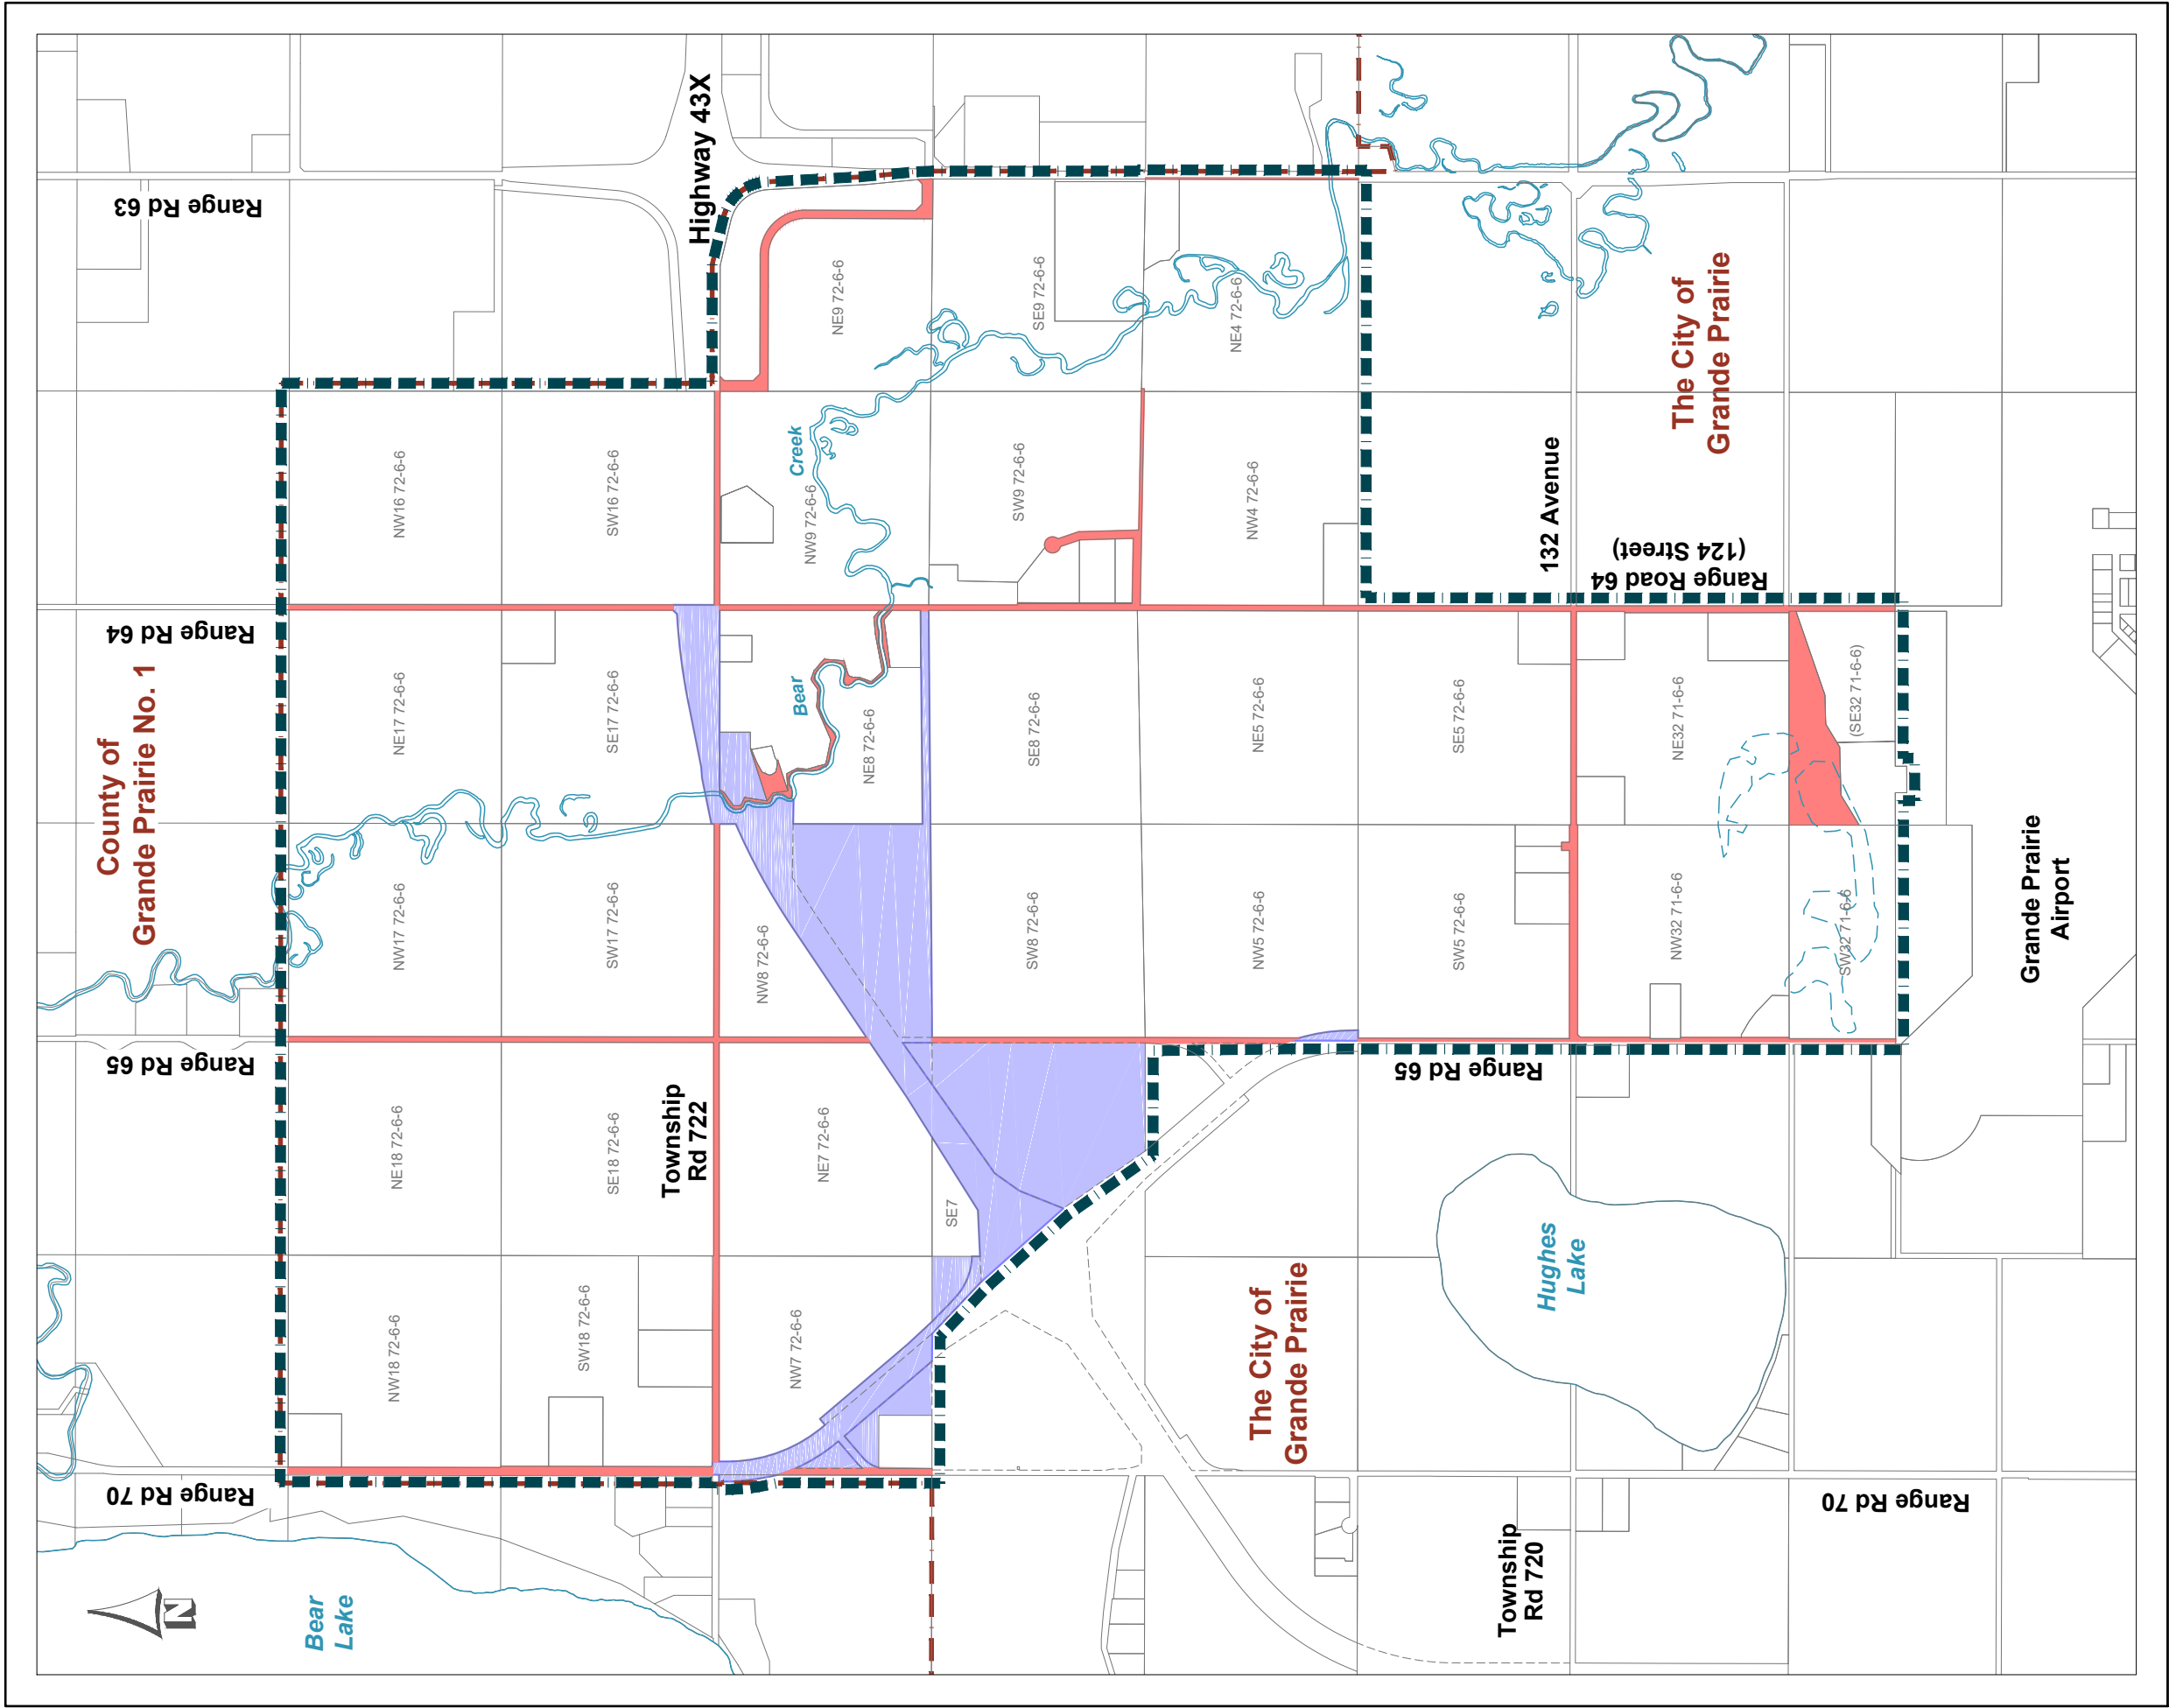 N
Bear
Lake
Range Rd 70
Range Rd 65
Range Rd 64
Range Rd 63
County of
Grande Prairie No. 1
NW18 72-6-6
NE18 72-6-6
NW17 72-6-6
NE17 72-6-6
NW16 72-6-6
SW18 72-6-6
SE18 72-6-6
SW17 72-6-6
SE17 72-6-6
SW16 72-6-6
Township
Rd 722
Highway 43X
NW7 72-6-6
NE7 72-6-6
NW8 72-6-6
Bear
NE8 72-6-6
Creek
NW9 72-6-6
NE9 72-6-6
SE7
SW8 72-6-6
SE8 72-6-6
SW9 72-6-6
SE9 72-6-6
The City of
Grande Prairie
NW5 72-6-6
NE5 72-6-6
NW4 72-6-6
NE4 72-6-6
Range Rd 65
SW5 72-6-6
SE5 72-6-6
132 Avenue
Township
Rd 720
Hughes
Lake
Range Road 64
(124 Street)
NW32 71-6-6
NE32 71-6-6
The City of
Grande Prairie
SW32 71-6-6
(SE32 71-6-6)
Range Rd 70
Grande Prairie
Airport